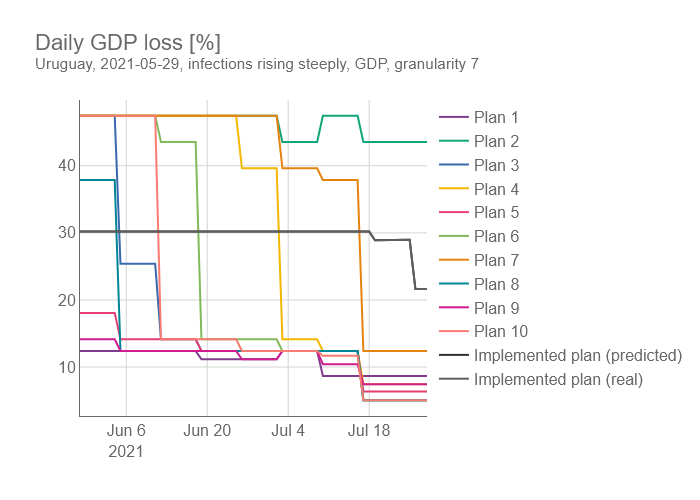 Daily GDP loss [%]
Uruguay, 2021-05-29, infections rising steeply, GDP, granularity 7
40
30
20
10
Jun 6
2021
Jun 20
Jul 4
Jul 18
Plan 1
Plan 2
Plan 3
Plan 4
Plan 5
Plan 6
Plan 7
Plan 8
Plan 9
Plan 10
Implemented plan (predicted)
Implemented plan (real)